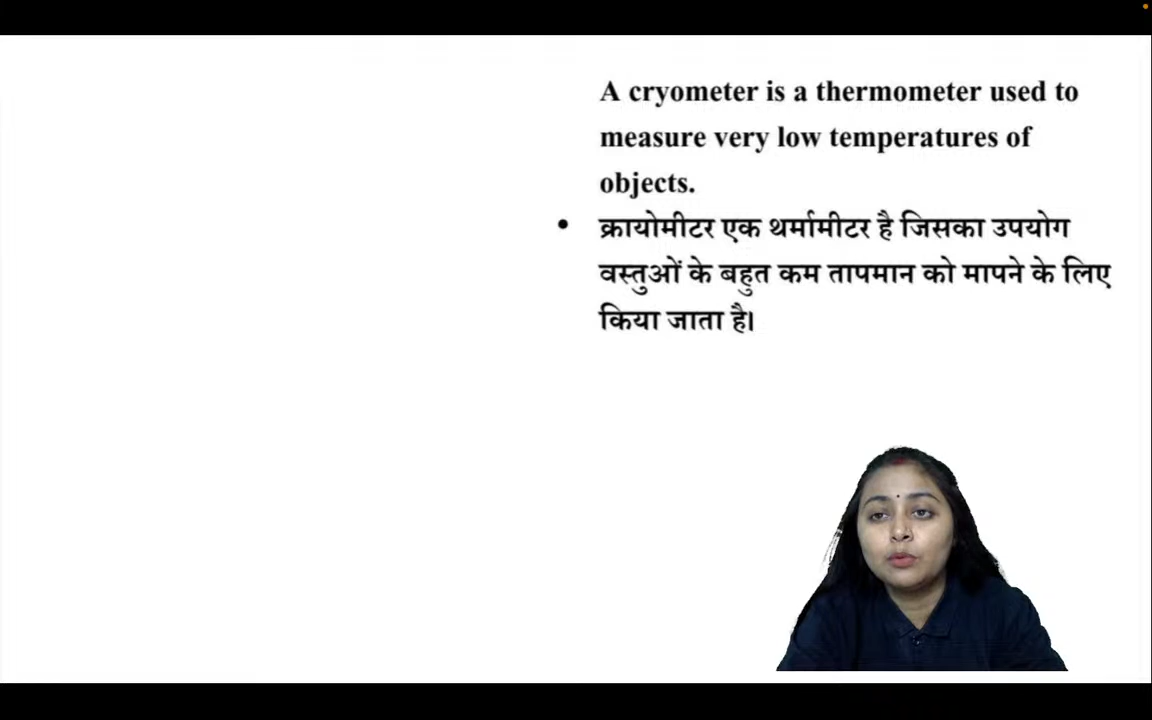 A cryometer is a thermometer used to
measure very low temperatures of
objects.
• क्रायोमीटर एक थर्मामीटर है जिसका उपयोग
वस्तुओं के बहुत कम तापमान को मापने के लिए
किया जाता है।